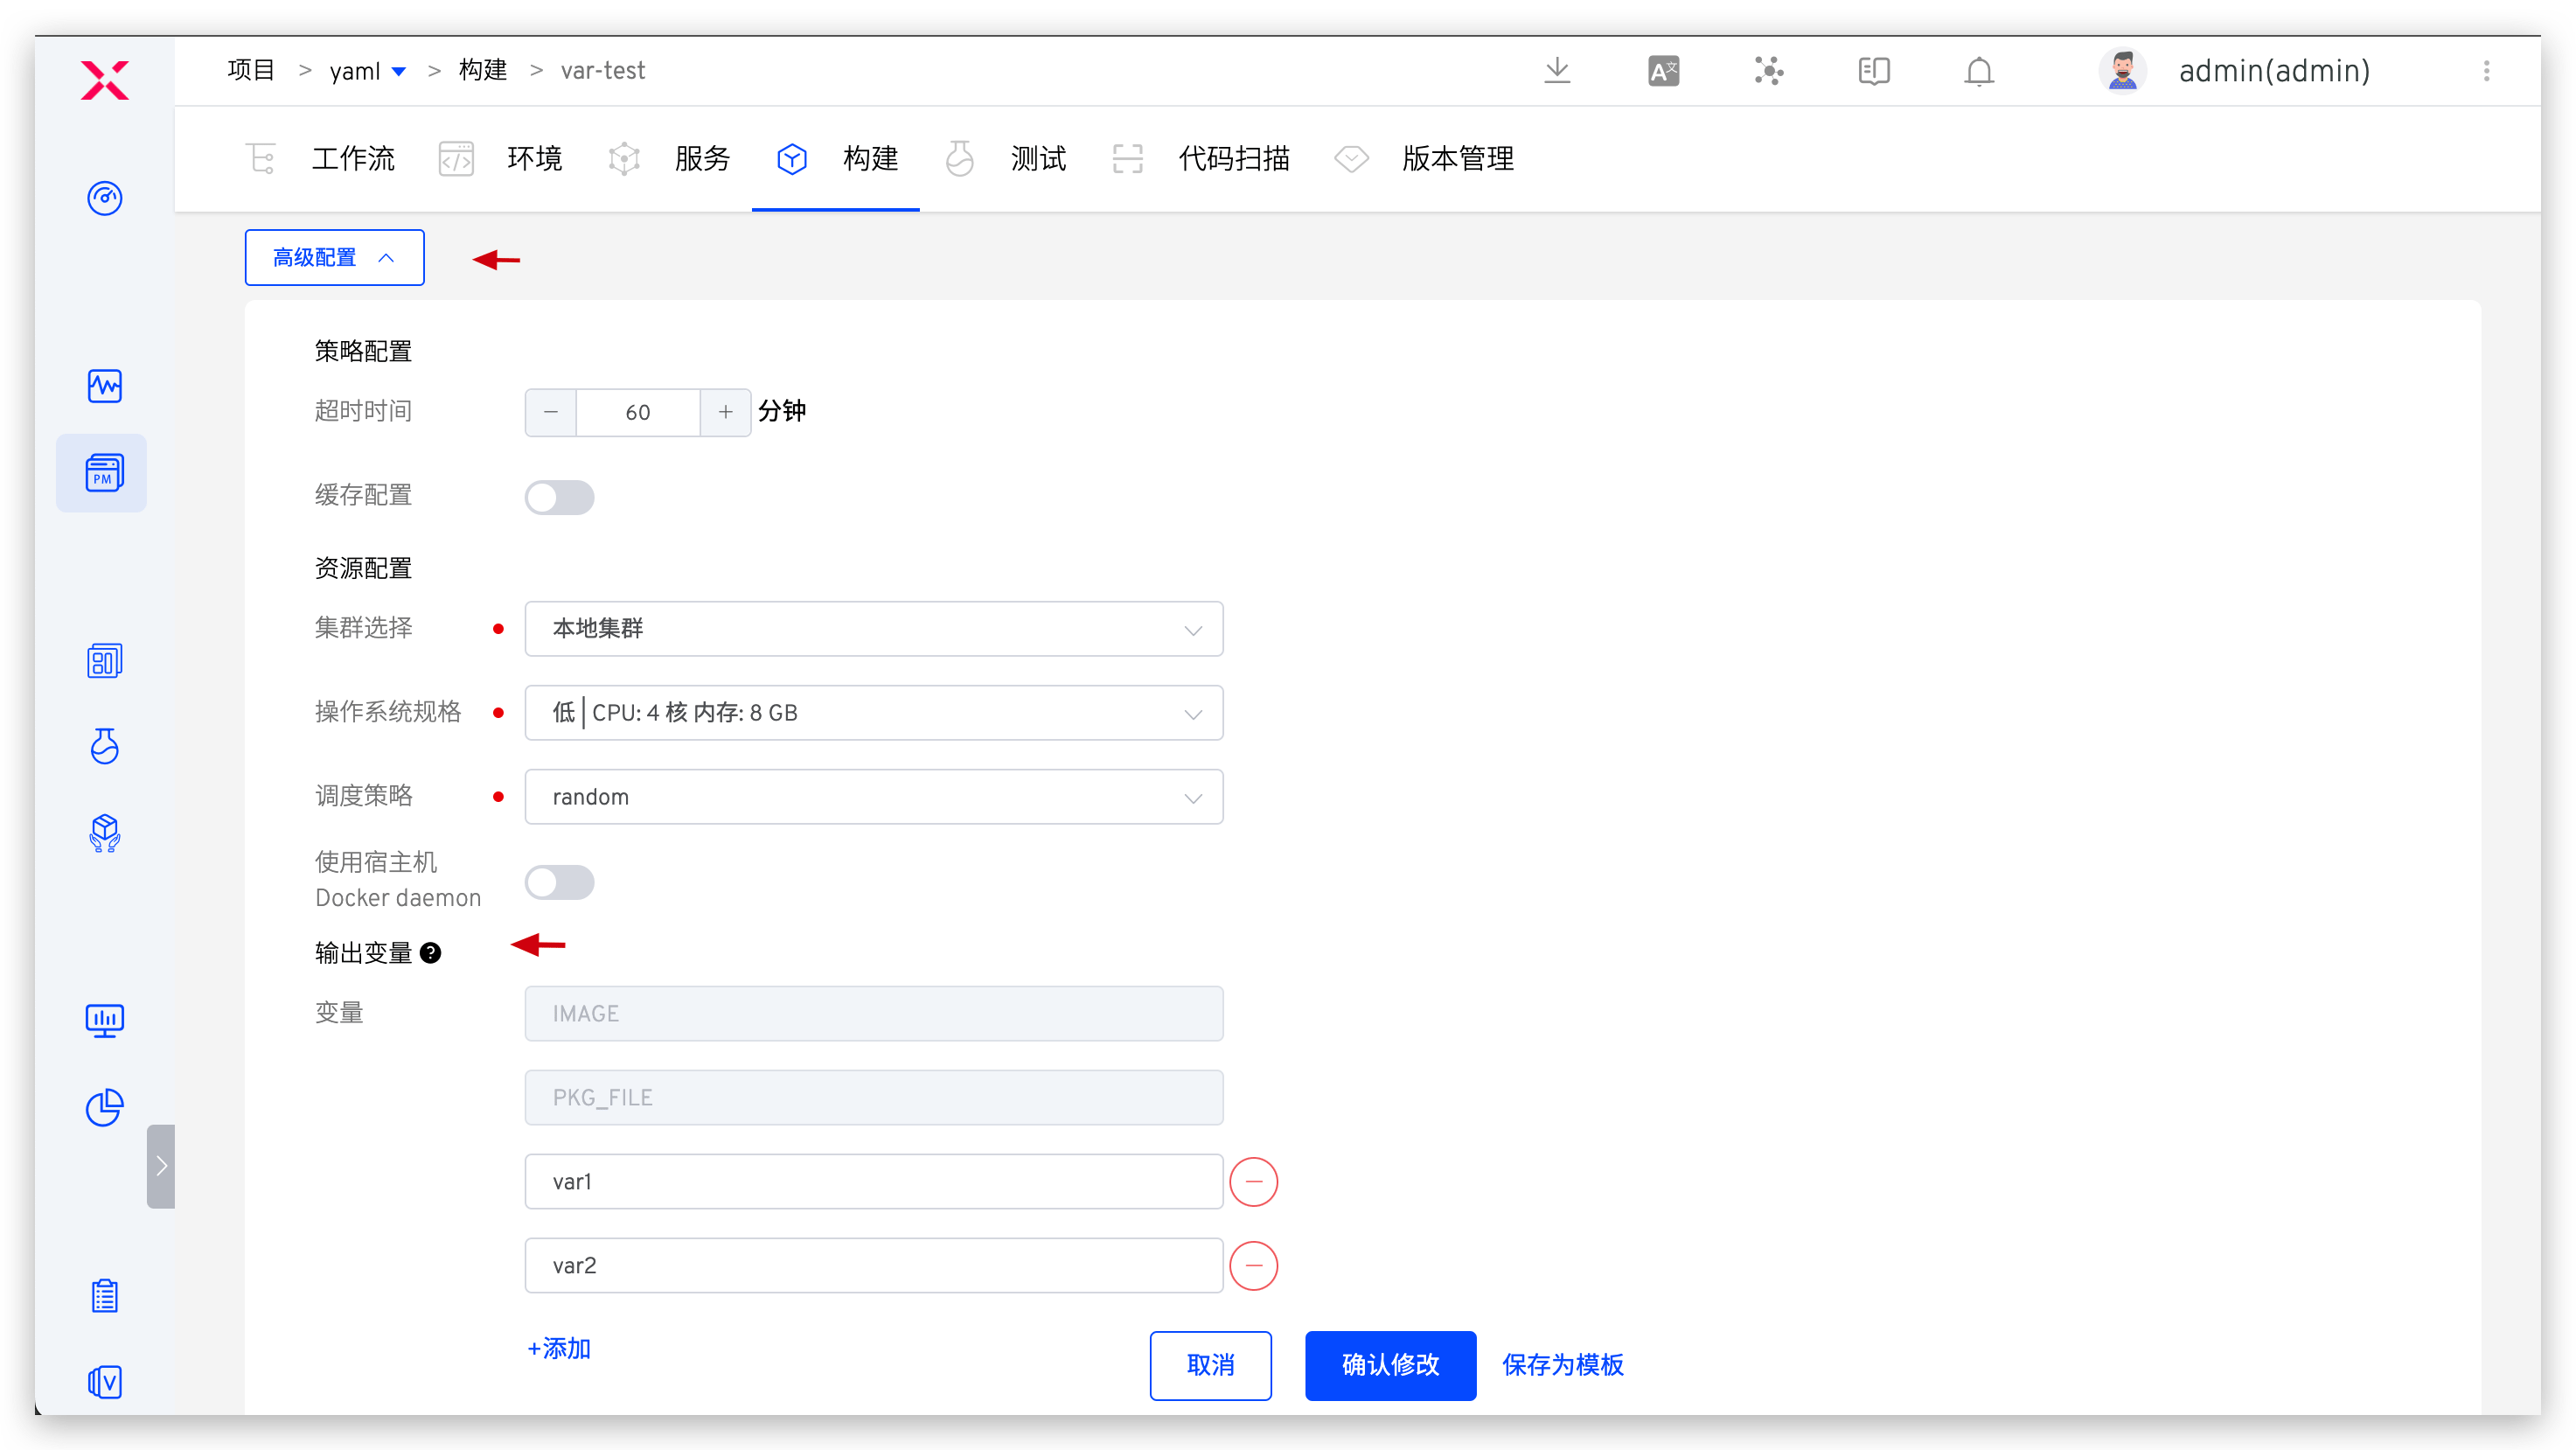 项目 > yaml > 构建 > var-test
A文
admin(admin)
工作流 环境 服务 构建 测试 代码扫描 版本管理
高级配置
策略配置
超时时间 − 60 + 分钟
缓存配置
PM
资源配置
集群选择 本地集群
操作系统规格 低 | CPU: 4 核 内存: 8 GB
调度策略 random
使用宿主机
Docker daemon
输出变量 ?
变量 IMAGE
PKG_FILE
var1
var2
+添加
取消 确认修改 保存为模板
V